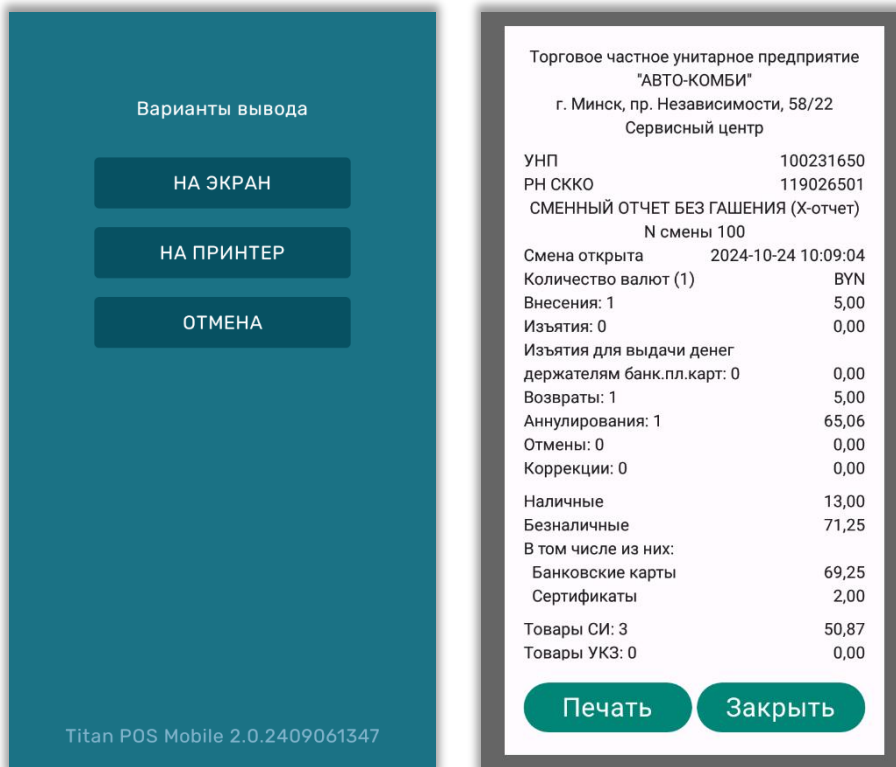 Варианты вывода
НА ЭКРАН
НА ПРИНТЕР
ОТМЕНА
Titan POS Mobile 2.0.2409061347
Торговое частное унитарное предприятие
"АВТО-КОМБИ"
г. Минск, пр. Независимости, 58/22
Сервисный центр
УНП 100231650
РН СККО 119026501
СМЕННЫЙ ОТЧЕТ БЕЗ ГАШЕНИЯ (X-отчет)
N смены 100
Смена открыта 2024-10-24 10:09:04
Количество валют (1) BYN
Внесения: 1 5,00
Изъятия: 0 0,00
Изъятия для выдачи денег
держателям банк.пл.карт: 0 0,00
Возвраты: 1 5,00
Аннулирования: 1 65,06
Отмены: 0 0,00
Коррекции: 0 0,00
Наличные 13,00
Безналичные 71,25
В том числе из них:
Банковские карты 69,25
Сертификаты 2,00
Товары СИ: 3 50,87
Товары УКЗ: 0 0,00
Печать Закрыть